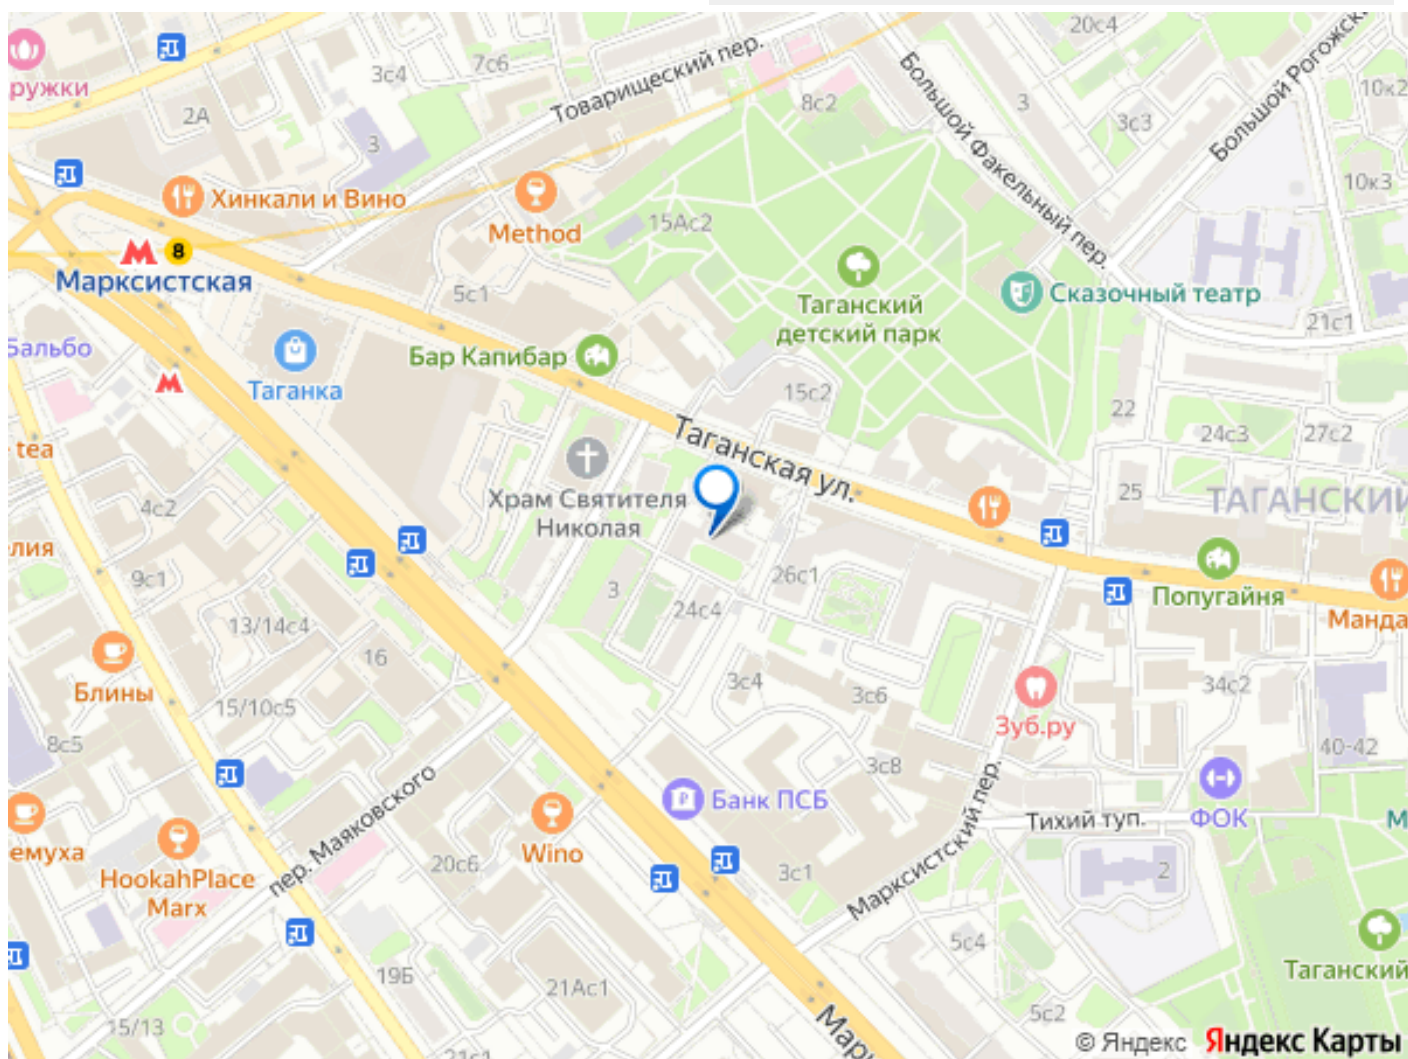 20с4
ружки
3с4
7с6
Товарищеский пер.
8с2
Большой Факельный пер.
3
3с3
Большой Рогожский
10к2
2А
3
Хинкали и Вино
Method
15Ас2
10к3
8
Марксистская
5с1
Таганский
детский парк
Сказочный театр
21с1
Бальбо
Таганка
Бар Капибар
15с2
22
24с3
27с2
tea
Таганская ул.
Храм Святителя
Николая
25
ТАГАНСКИЙ
4с2
лия
9с1
3
24с4
26с1
Попугайня
Манда
13/14с4
16
Блины
15/10с5
3с4
3с6
Зуб.ру
34с2
8с5
40-42
3с8
пер. Маяковского
Банк ПСБ
Марксистский пер.
Тихий туп.
ФОК
М
емуха
HookahPlace
Marx
Wino
20с6
3с1
2
5с4
19Б
21Ас1
Таганский
15/13
5с2
Мар
21с1
© Яндекс
Яндекс Карты